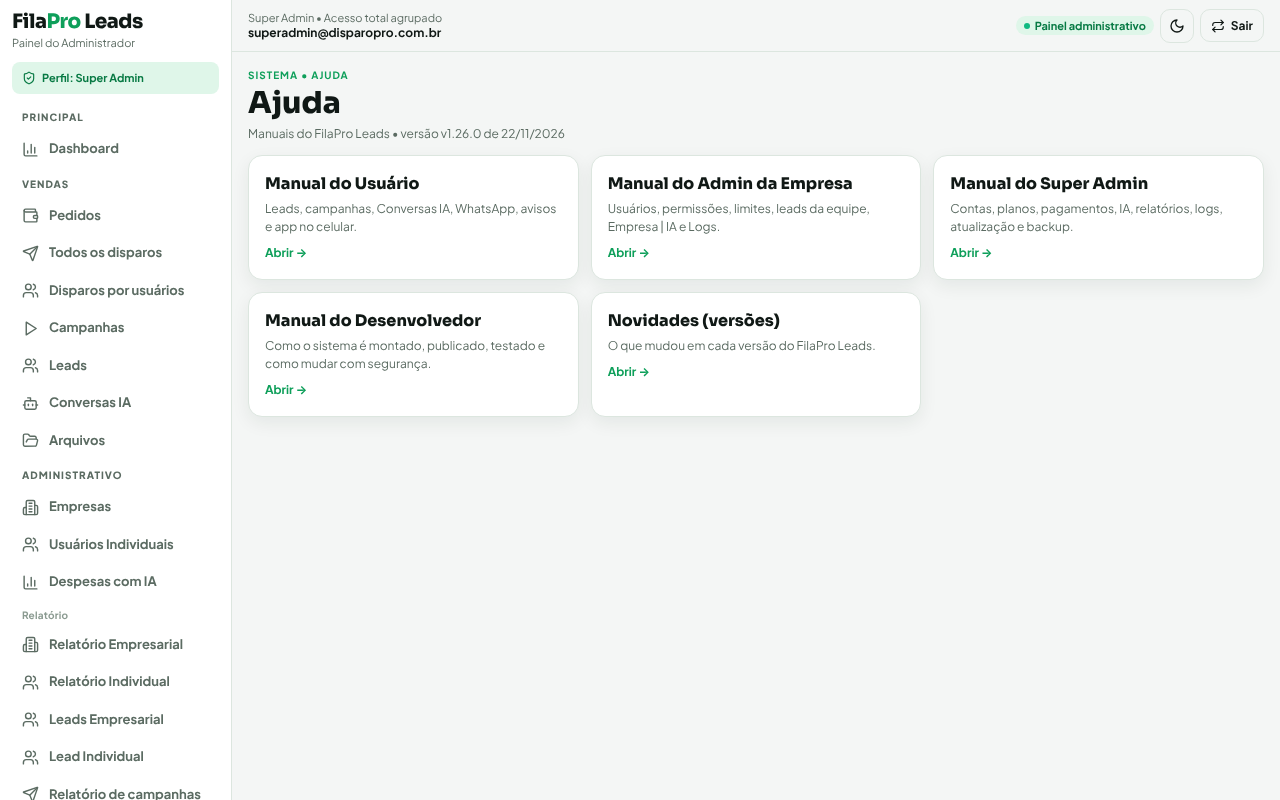 FilaPro Leads
Painel do Administrador
Perfil: Super Admin
PRINCIPAL
Dashboard
VENDAS
Pedidos
Todos os disparos
Disparos por usuários
Campanhas
Leads
Conversas IA
Arquivos
ADMINISTRATIVO
Empresas
Usuários Individuais
Despesas com IA
Relatório
Relatório Empresarial
Relatório Individual
Leads Empresarial
Lead Individual
Relatório de campanhas
Super Admin • Acesso total agrupado
superadmin@disparopro.com.br
Painel administrativo
Sair
SISTEMA • AJUDA
Ajuda
Manuais do FilaPro Leads • versão v1.26.0 de 22/11/2026
Manual do Usuário
Leads, campanhas, Conversas IA, WhatsApp, avisos
e app no celular.
Abrir →
Manual do Admin da Empresa
Usuários, permissões, limites, leads da equipe,
Empresa | IA e Logs.
Abrir →
Manual do Super Admin
Contas, planos, pagamentos, IA, relatórios, logs,
atualização e backup.
Abrir →
Manual do Desenvolvedor
Como o sistema é montado, publicado, testado e
como mudar com segurança.
Abrir →
Novidades (versões)
O que mudou em cada versão do FilaPro Leads.
Abrir →